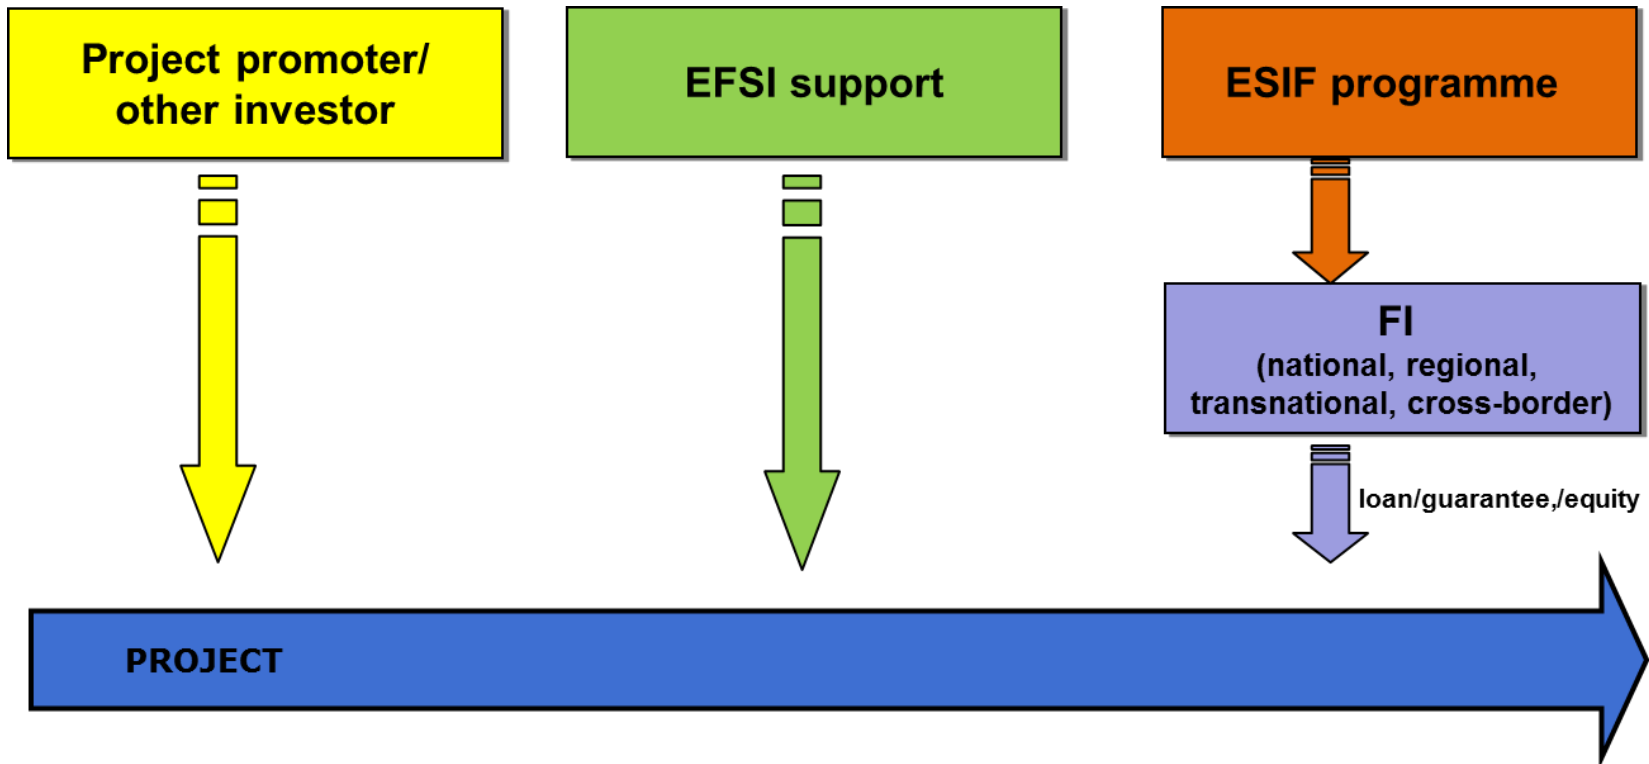 Project promoter/
other investor
EFSI support
ESIF programme
FI
(national, regional,
transnational, cross-border)
loan/guarantee,/equity
PROJECT